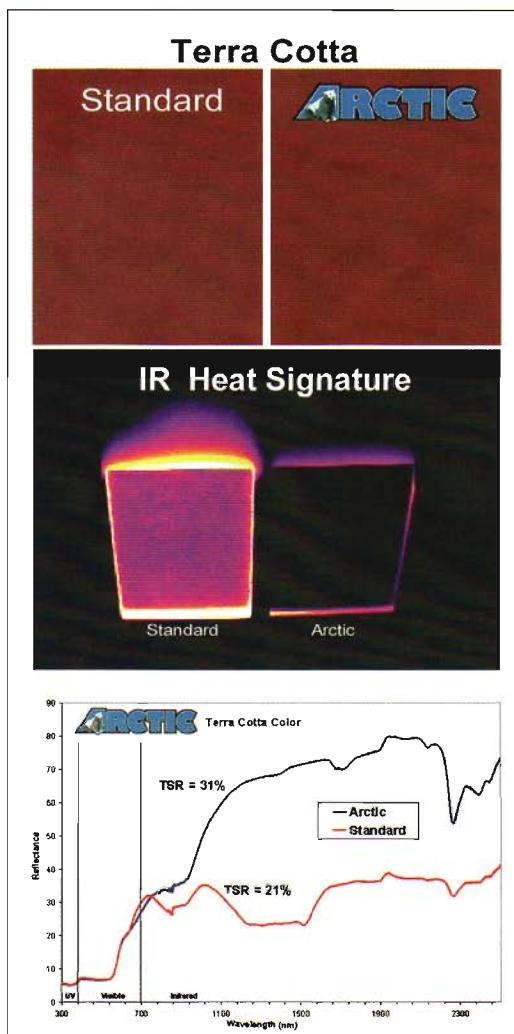 Terra Cotta
Standard
ARCTIC
IR Heat Signature
Standard
Arctic
ARCTIC Terra Cotta Color
90
80
70
60
50
40
30
20
10
0
Reflectance
TSR = 31%
Arctic
Standard
TSR = 21%
UV
Visible
Infrared
300
700
1100
1500
1900
2300
Wavelength (nm)